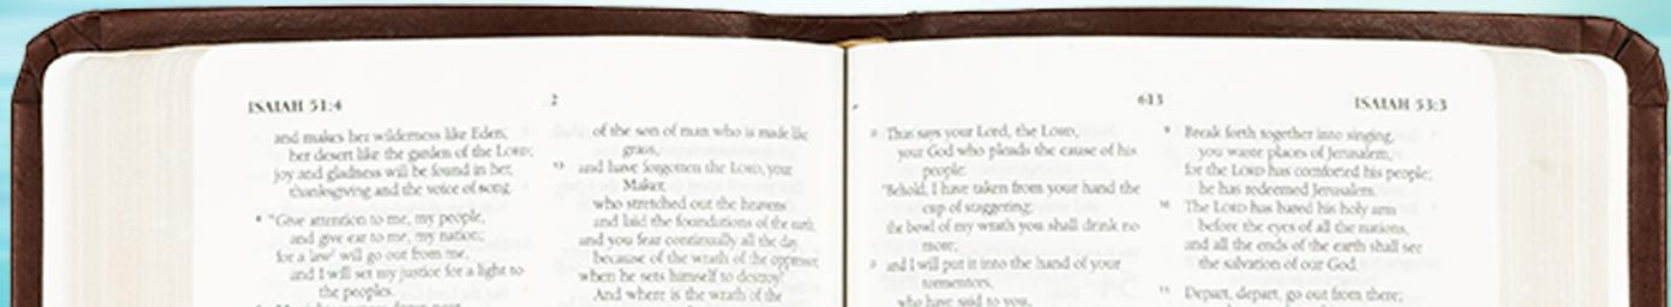 ISAIAH 51:4
and makes her wilderness like Eden,
her desert like the garden of the LORD;
joy and gladness will be found in her,
thanksgiving and the voice of song.
4 "Give attention to me, my people,
and give ear to me, my nation;
for a law will go out from me,
and I will set my justice for a light to
the peoples.
2
of the son of man who is made like
grass,
13 and have forgotten the LORD, your
Maker,
who stretched out the heavens
and laid the foundations of the earth,
and you fear continually all the day
because of the wrath of the oppressor,
when he sets himself to destroy?
And where is the wrath of the
613
ISAIAH 53:3
Thus says your Lord, the LORD,
your God who pleads the cause of his
people:
"Behold, I have taken from your hand the
cup of staggering;
the bowl of my wrath you shall drink no
more;
and I will put it into the hand of your
tormentors,
who have said to you,
9 Break forth together into singing,
you waste places of Jerusalem,
for the LORD has comforted his people;
he has redeemed Jerusalem.
10 The LORD has bared his holy arm
before the eyes of all the nations,
and all the ends of the earth shall see
the salvation of our God.
11 Depart, depart, go out from there;